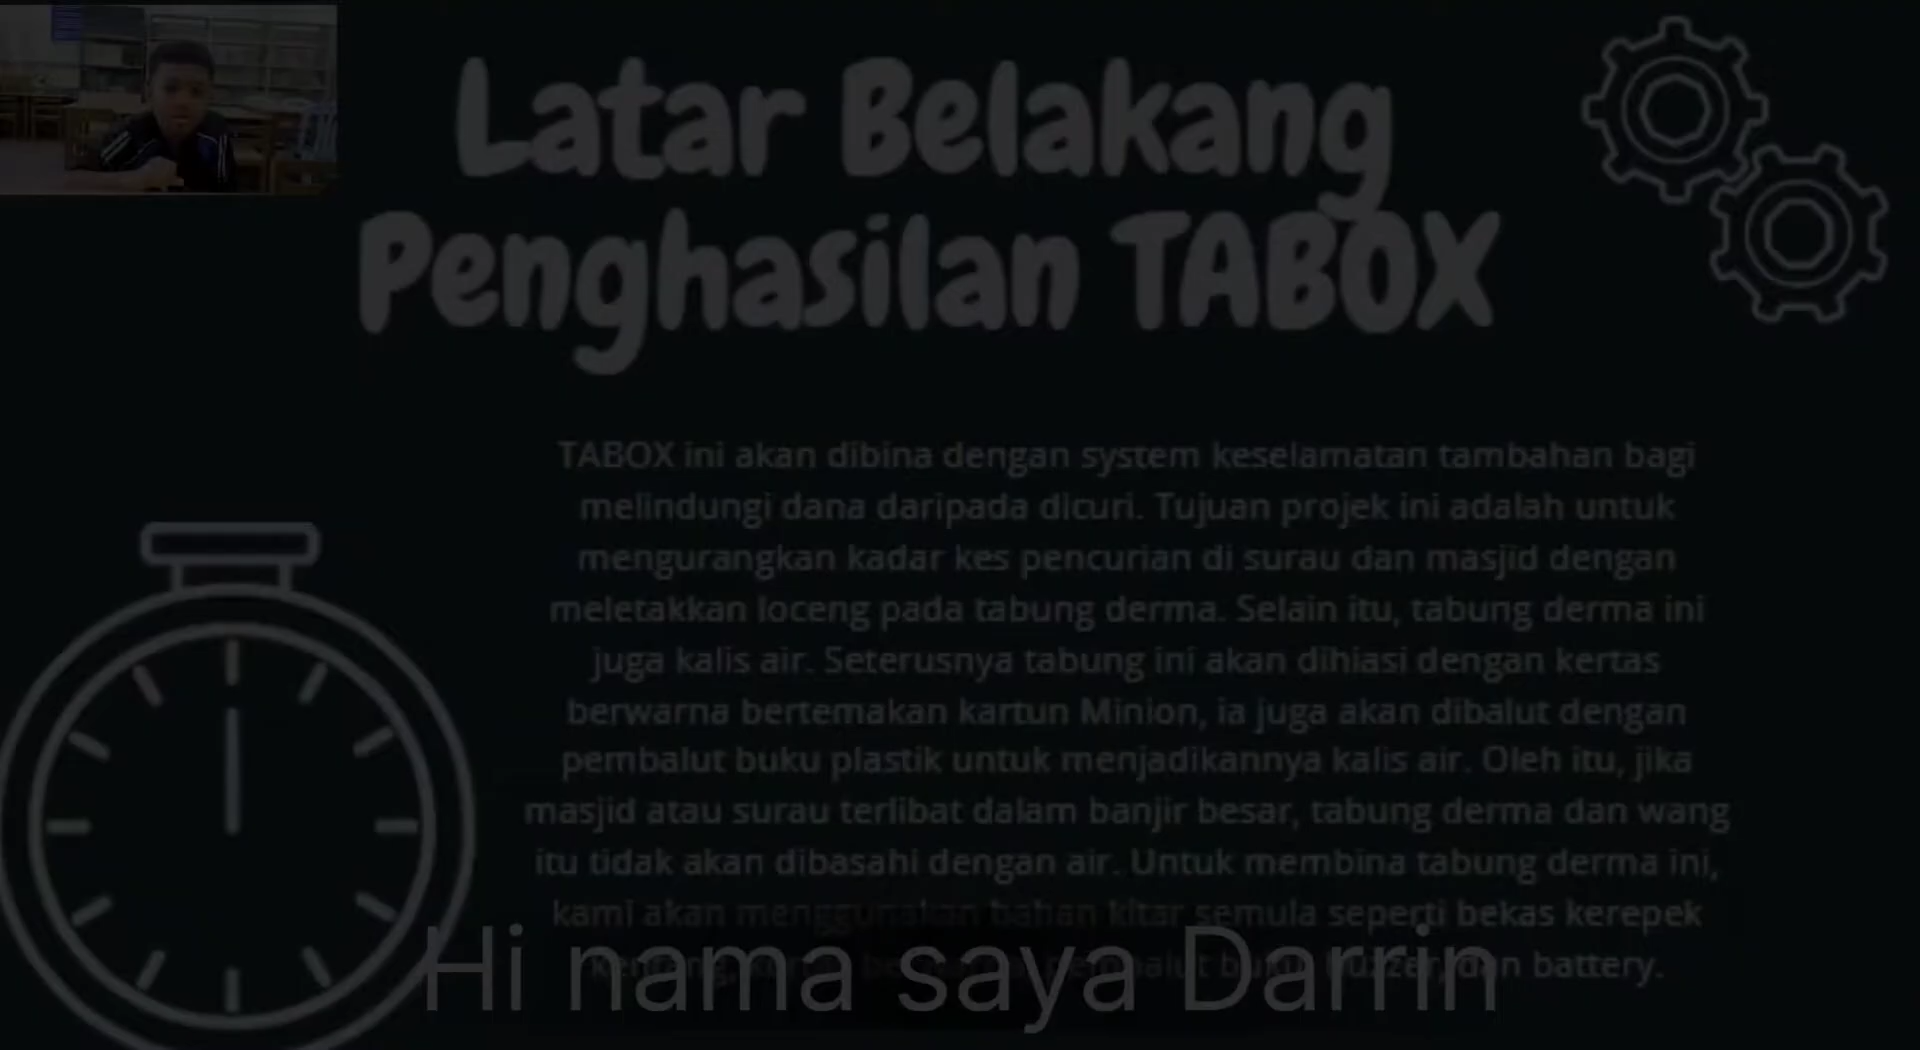 Latar Belakang
Penghasilan TABOX
TABOX ini akan dibina dengan system keselamatan tambahan bagi
melindungi dana daripada dicuri. Tujuan projek ini adalah untuk
mengurangkan kadar kes pencurian di surau dan masjid dengan
meletakkan loceng pada tabung derma. Selain itu, tabung derma ini
juga kalis air. Seterusnya tabung ini akan dihiasi dengan kertas
berwarna bertemakan kartun Minion, ia juga akan dibalut dengan
pembalut buku plastik untuk menjadikannya kalis air. Oleh itu, jika
masjid atau surau terlibat dalam banjir besar, tabung derma dan wang
itu tidak akan dibasahi dengan air. Untuk membina tabung derma ini,
kami akan menggunakan bahan kitar semula seperti bekas kerepek
buzzer, dan battery.
Hi nama saya Darrin